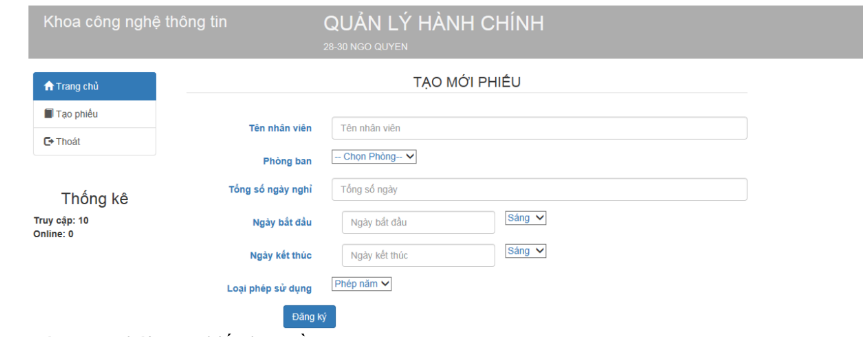 Khoa công nghệ thông tin
QUẢN LÝ HÀNH CHÍNH
28-30 NGO QUYEN
Trang chủ
Tạo phiếu
Thoát
Thống kê
Truy cập: 10
Online: 0
TẠO MỚI PHIẾU
Tên nhân viên
Tên nhân viên
Phòng ban
-- Chọn Phòng--
Tổng số ngày nghỉ
Tổng số ngày
Ngày bắt đầu
Ngày bắt đầu
Sáng
Ngày kết thúc
Ngày kết thúc
Sáng
Loại phép sử dụng
Phép năm
Đăng ký